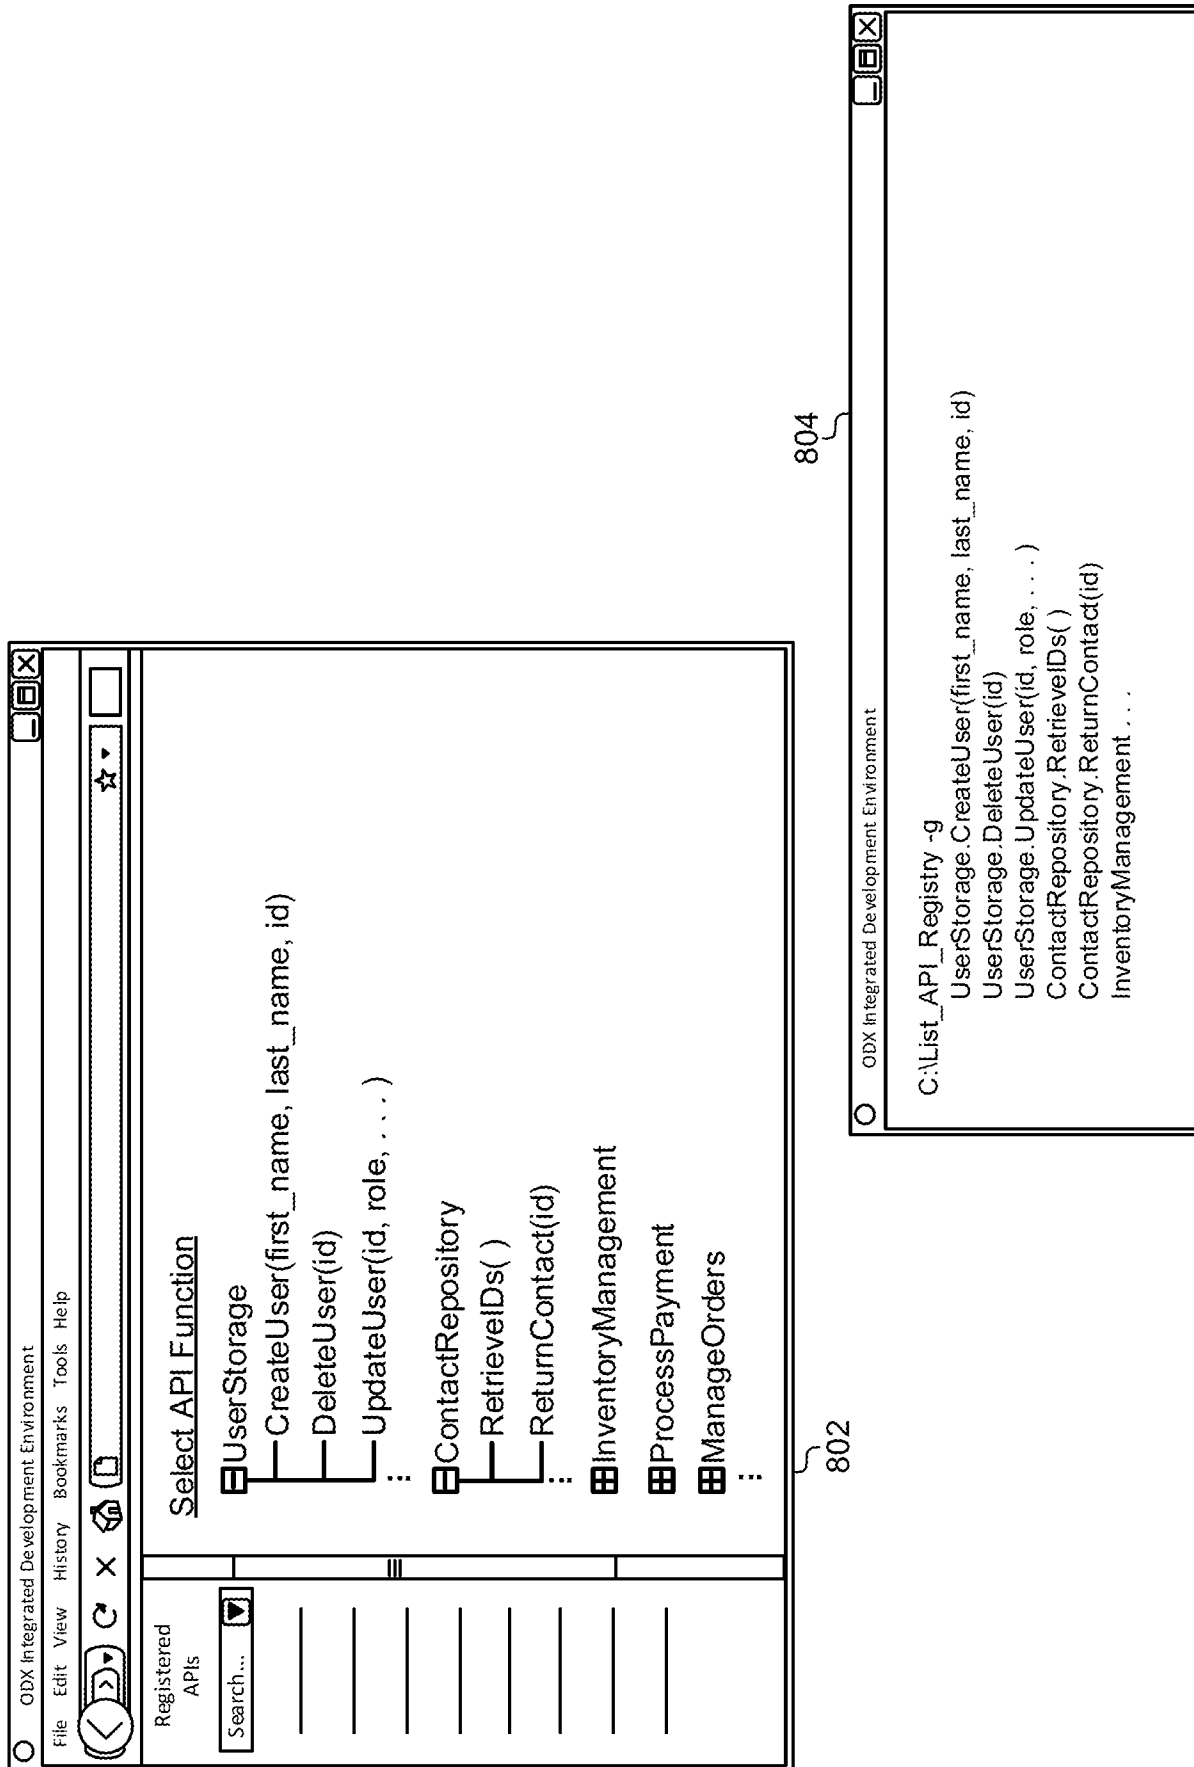 ODX Integrated Development Environment
File Edit View History Bookmarks Tools Help
Registered
APIs
Search...
Select API Function
UserStorage
CreateUser(first_name, last_name, id)
DeleteUser(id)
UpdateUser(id, role, . . . )
ContactRepository
RetrieveIDs( )
ReturnContact(id)
InventoryManagement
ProcessPayment
ManageOrders
802
804
ODX Integrated Development Environment
C:\List_API_Registry -g
UserStorage.CreateUser(first_name, last_name, id)
UserStorage.DeleteUser(id)
UserStorage.UpdateUser(id, role, . . . )
ContactRepository.RetrieveIDs( )
ContactRepository.ReturnContact(id)
InventoryManagement . . .